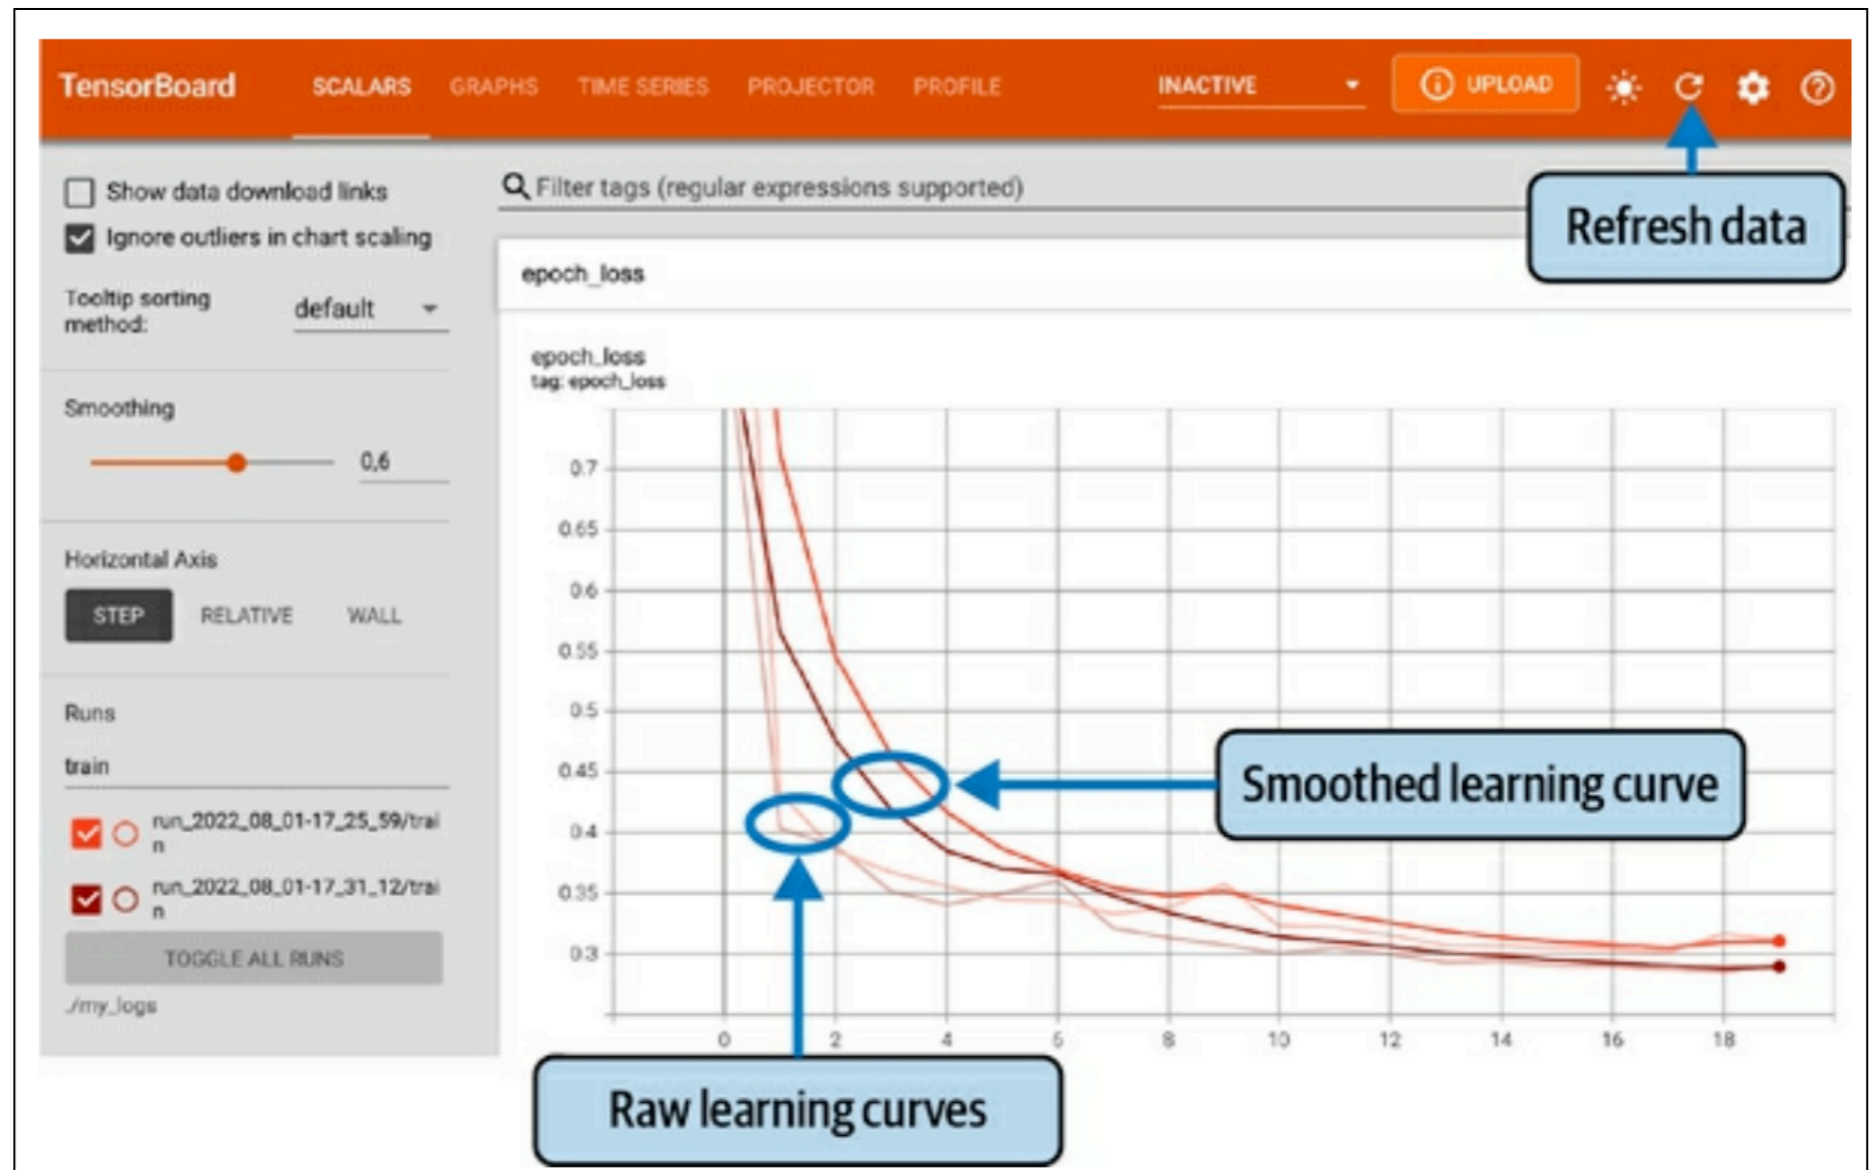 TensorBoard SCALARS GRAPHS TIME SERIES PROJECTOR PROFILE INACTIVE UPLOAD
Show data download links
Ignore outliers in chart scaling
Tooltip sorting
method:
default
Smoothing
0,6
Horizontal Axis
STEP RELATIVE WALL
Runs
train
run_2022_08_01-17_25_59/trai
n
run_2022_08_01-17_31_12/trai
n
TOGGLE ALL RUNS
./my_logs
Filter tags (regular expressions supported)
Refresh data
epoch_loss
epoch_loss
tag: epoch_loss
0.7
0.65
0.6
0.55
0.5
0.45
0.4
0.35
0.3
0 2 4 6 8 10 12 14 16 18
Smoothed learning curve
Raw learning curves